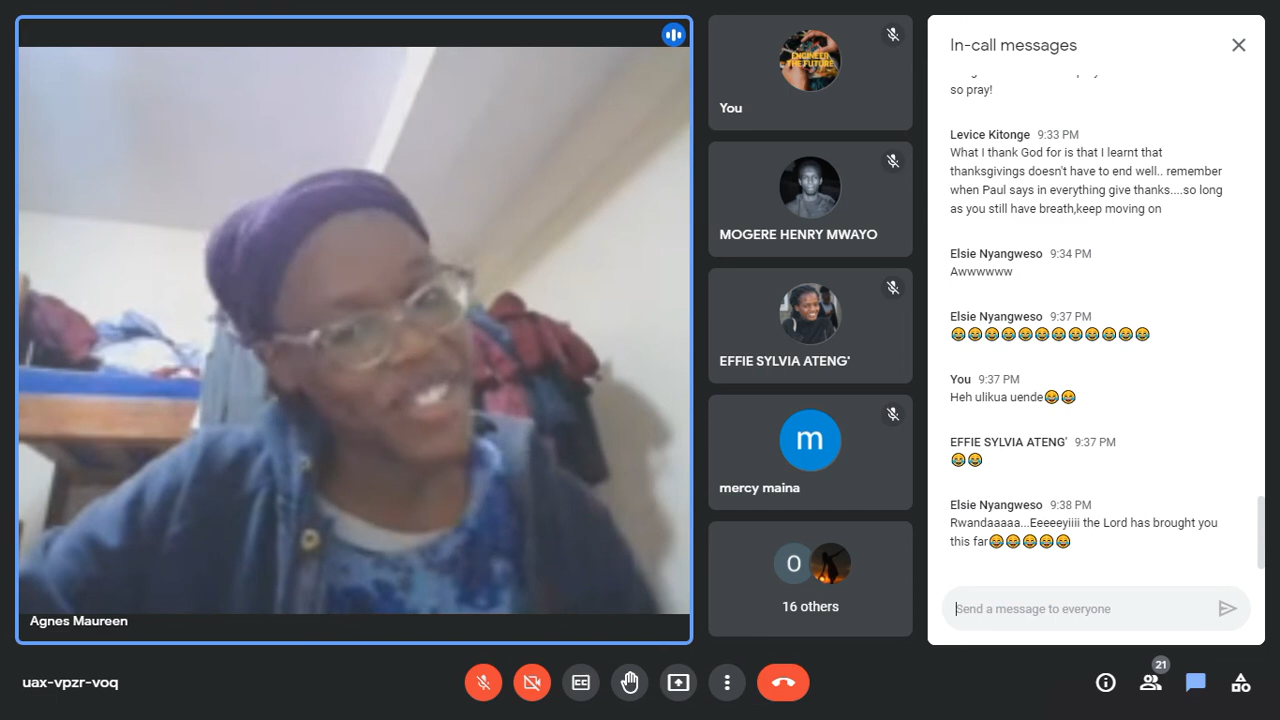 Agnes Maureen
ENGINEER
THE FUTURE
You
MOGERE HENRY MWAYO
EFFIE SYLVIA ATENG'
m
mercy maina
O
16 others
In-call messages
so pray!
Levice Kitonge 9:33 PM
What I thank God for is that I learnt that
thanksgivings doesn't have to end well.. remember
when Paul says in everything give thanks....so long
as you still have breath,keep moving on
Elsie Nyangweso 9:34 PM
Awwwwww
Elsie Nyangweso 9:37 PM
😂😂😂😂😂😂😂😂😂😂😂😂
You 9:37 PM
Heh ulikua uende😂😂
EFFIE SYLVIA ATENG' 9:37 PM
😂😂
Elsie Nyangweso 9:38 PM
Rwandaaaaa...Eeeeeyiiii the Lord has brought you
this far😂😂😂😂😂
Send a message to everyone
uax-vpzr-voq
CC
21